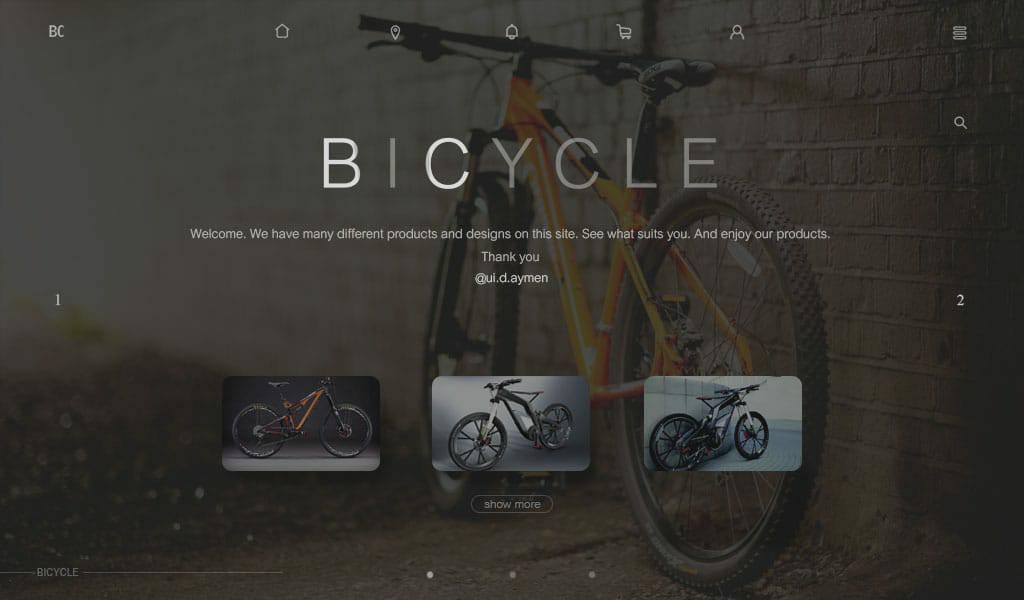 BC
BICYCLE
Welcome. We have many different products and designs on this site. See what suits you. And enjoy our products.
Thank you
@ui.d.aymen
1
2
show more
BICYCLE